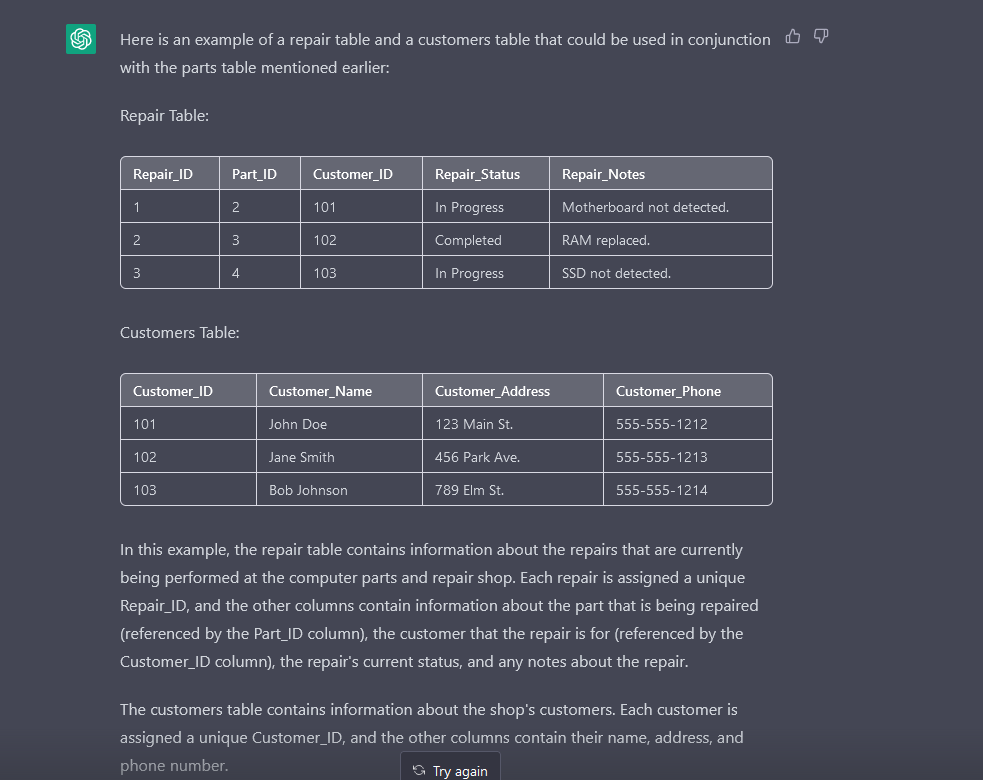 Here is an example of a repair table and a customers table that could be used in conjunction
with the parts table mentioned earlier:
Repair Table:
Repair_ID Part_ID Customer_ID Repair_Status Repair_Notes
1 2 101 In Progress Motherboard not detected.
2 3 102 Completed RAM replaced.
3 4 103 In Progress SSD not detected.
Customers Table:
Customer_ID Customer_Name Customer_Address Customer_Phone
101 John Doe 123 Main St. 555-555-1212
102 Jane Smith 456 Park Ave. 555-555-1213
103 Bob Johnson 789 Elm St. 555-555-1214
In this example, the repair table contains information about the repairs that are currently
being performed at the computer parts and repair shop. Each repair is assigned a unique
Repair_ID, and the other columns contain information about the part that is being repaired
(referenced by the Part_ID column), the customer that the repair is for (referenced by the
Customer_ID column), the repair's current status, and any notes about the repair.
The customers table contains information about the shop's customers. Each customer is
assigned a unique Customer_ID, and the other columns contain their name, address, and
phone number.
Try again